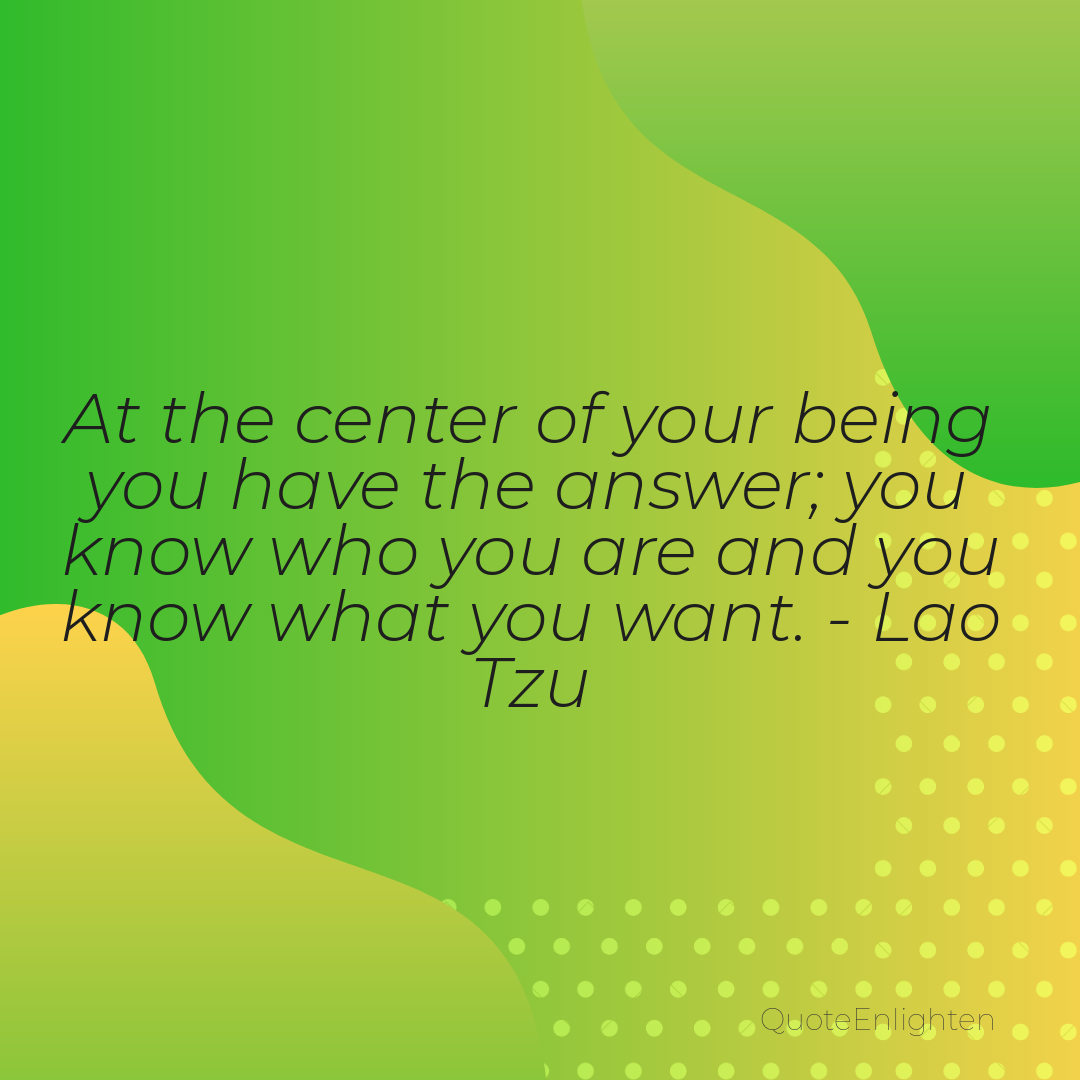 At the center of your being
you have the answer; you
know who you are and you
know what you want. - Lao
Tzu
QuoteEnlighten